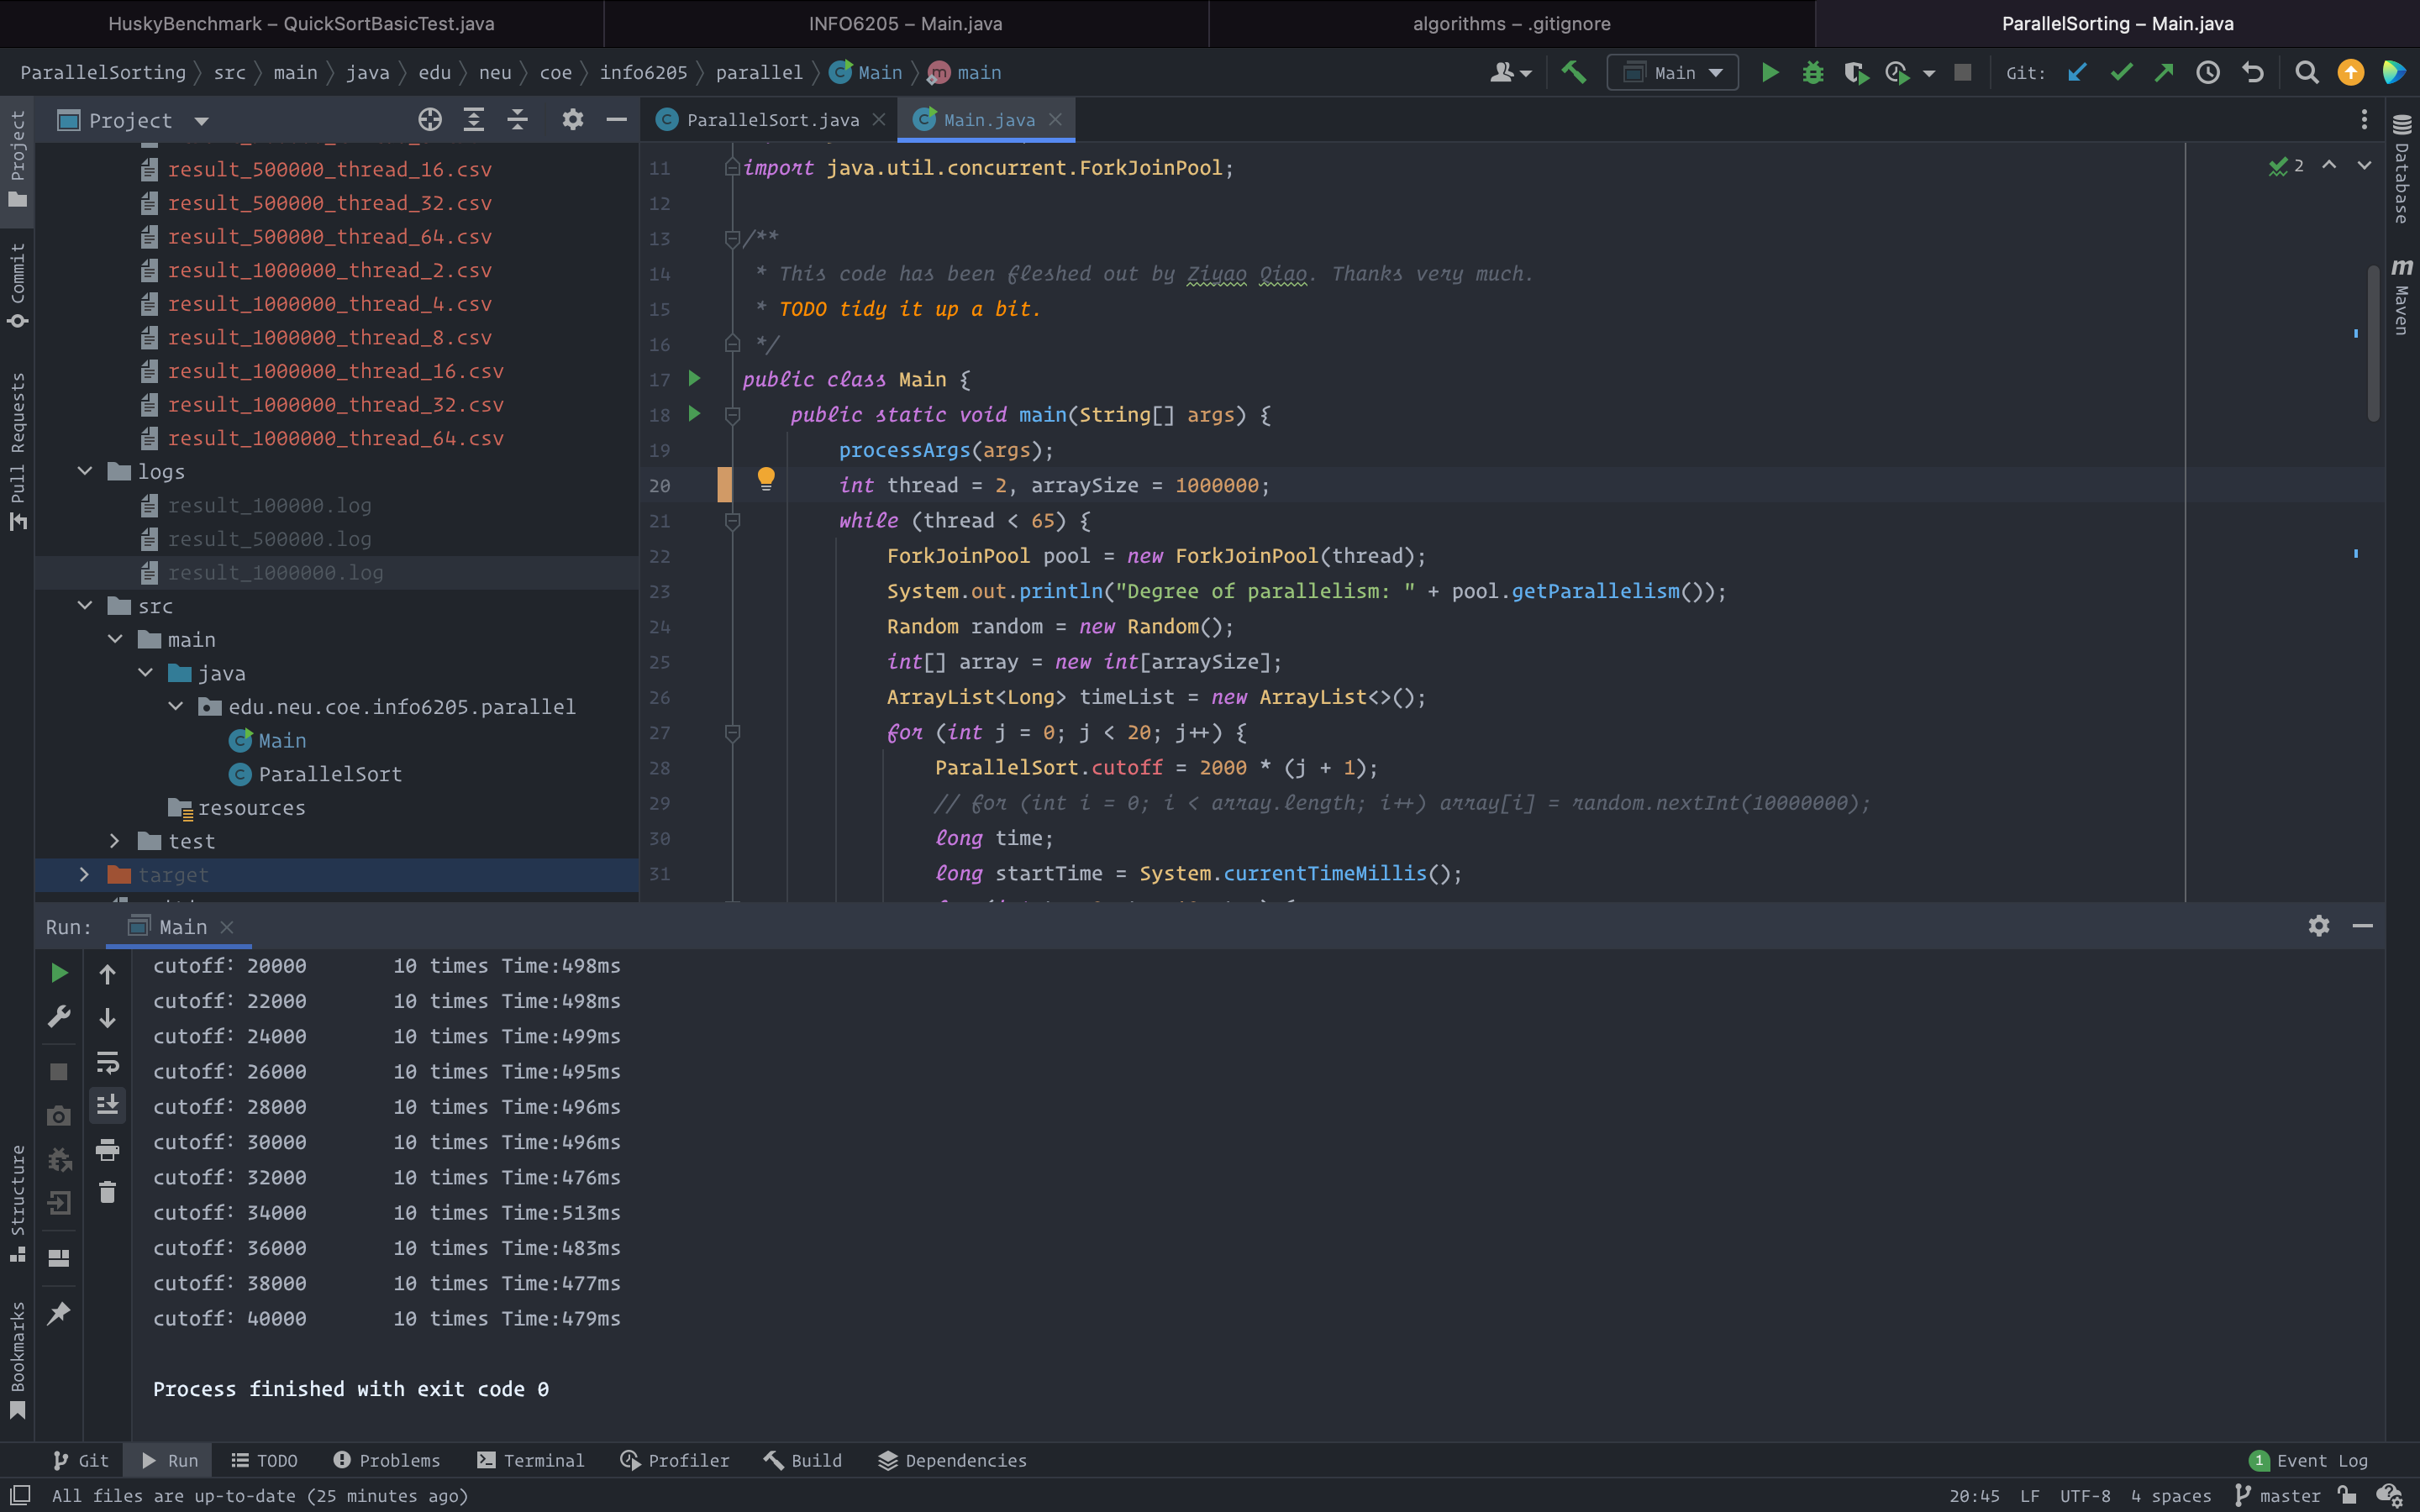 HuskyBenchmark – QuickSortBasicTest.java
INFO6205 – Main.java
algorithms – .gitignore
ParallelSorting – Main.java
ParallelSorting src main java edu neu coe info6205 parallel Main main
Main
Git:
Project
ParallelSort.java
Main.java
Project
Commit
Pull Requests
Structure
Bookmarks
result_500000_thread_16.csv
result_500000_thread_32.csv
result_500000_thread_64.csv
result_1000000_thread_2.csv
result_1000000_thread_4.csv
result_1000000_thread_8.csv
result_1000000_thread_16.csv
result_1000000_thread_32.csv
result_1000000_thread_64.csv
logs
result_100000.log
result_500000.log
result_1000000.log
src
main
java
edu.neu.coe.info6205.parallel
Main
ParallelSort
resources
test
target
11 import java.util.concurrent.ForkJoinPool;
12
13 /**
14 * This code has been fleshed out by Ziyao Qiao. Thanks very much.
15 * TODO tidy it up a bit.
16 */
17 public class Main {
18 public static void main(String[] args) {
19 processArgs(args);
20 int thread = 2, arraySize = 1000000;
21 while (thread < 65) {
22 ForkJoinPool pool = new ForkJoinPool(thread);
23 System.out.println("Degree of parallelism: " + pool.getParallelism());
24 Random random = new Random();
25 int[] array = new int[arraySize];
26 ArrayList<Long> timeList = new ArrayList<>();
27 for (int j = 0; j < 20; j++) {
28 ParallelSort.cutoff = 2000 * (j + 1);
29 // for (int i = 0; i < array.length; i++) array[i] = random.nextInt(10000000);
30 long time;
31 long startTime = System.currentTimeMillis();
2
Database
Maven
Run: Main
cutoff: 20000 10 times Time:498ms
cutoff: 22000 10 times Time:498ms
cutoff: 24000 10 times Time:499ms
cutoff: 26000 10 times Time:495ms
cutoff: 28000 10 times Time:496ms
cutoff: 30000 10 times Time:496ms
cutoff: 32000 10 times Time:476ms
cutoff: 34000 10 times Time:513ms
cutoff: 36000 10 times Time:483ms
cutoff: 38000 10 times Time:477ms
cutoff: 40000 10 times Time:479ms
Process finished with exit code 0
Git Run TODO Problems Terminal Profiler Build Dependencies
1 Event Log
All files are up-to-date (25 minutes ago)
20:45 LF UTF-8 4 spaces master